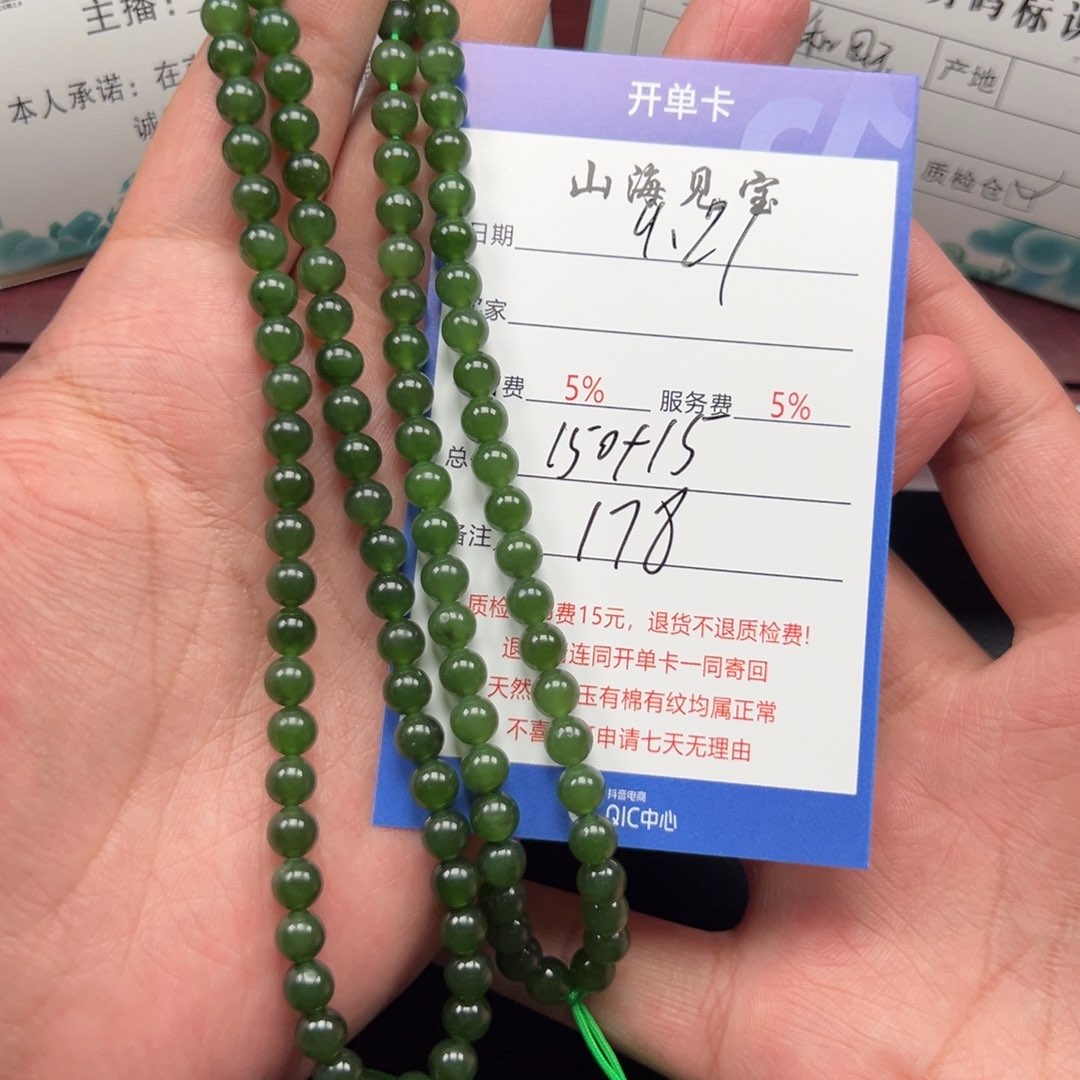 主播:
本人承诺:在
诚
产地
质检仓
开单卡
山海见宝
日期 9.29
家
费 5% 服务费 5%
总 150+15
备注 178
质检 费15元,退货不退质检费!
退 连同开单卡一同寄回
天然 玉有棉有纹均属正常
不喜 申请七天无理由
抖音电商
QIC中心